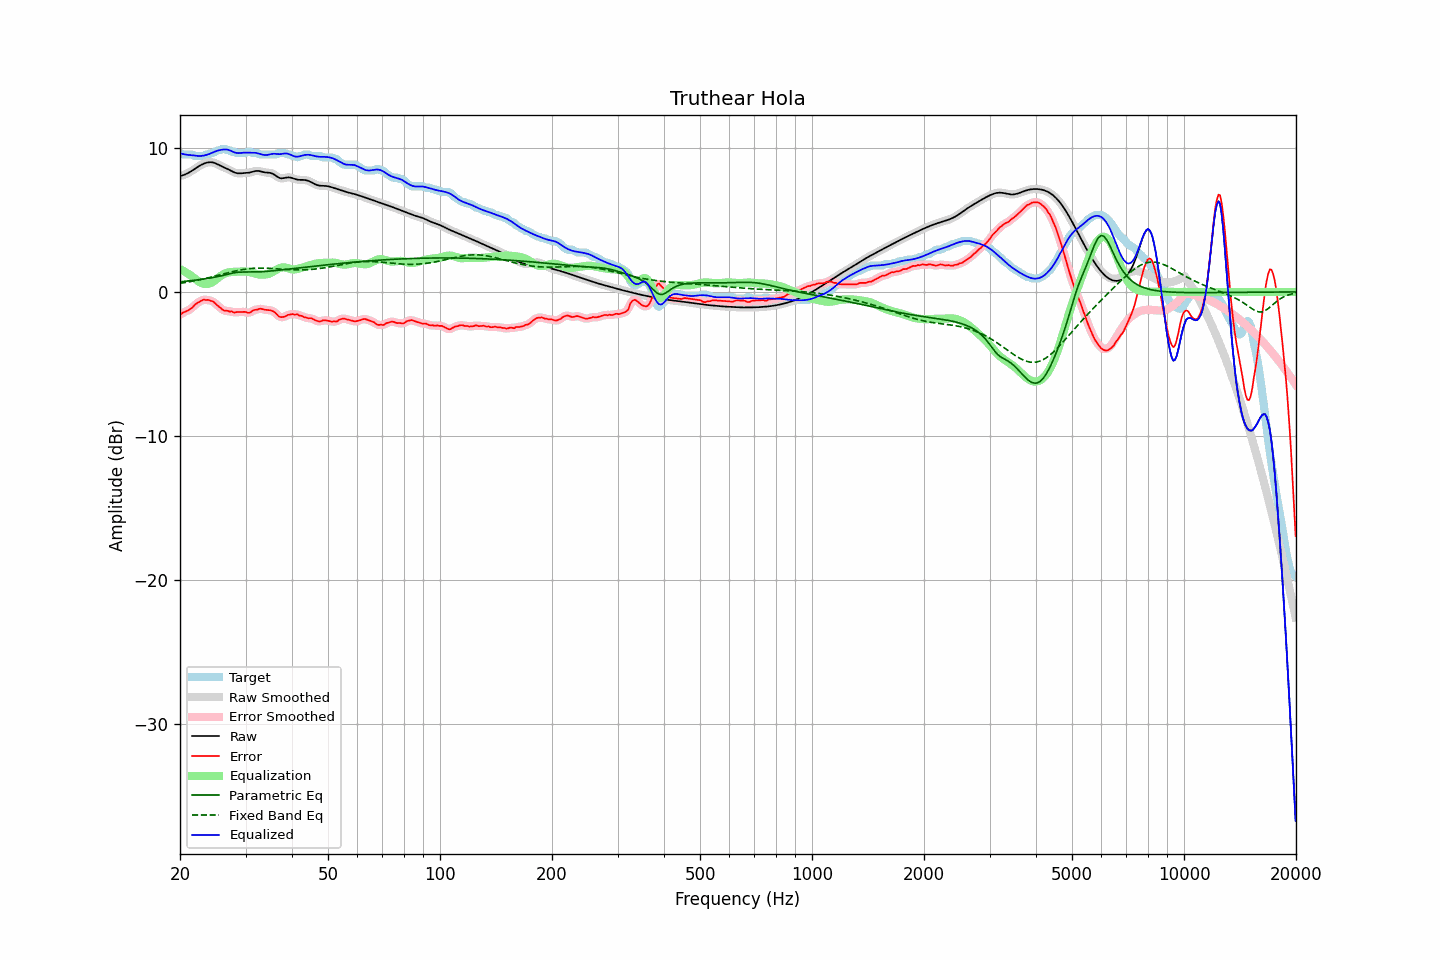 Truthear Hola
Amplitude (dBr)
10
0
−10
−20
−30
Target
Raw Smoothed
Error Smoothed
Raw
Error
Equalization
Parametric Eq
Fixed Band Eq
Equalized
20 50 100 200 500 1000 2000 5000 10000 20000
Frequency (Hz)